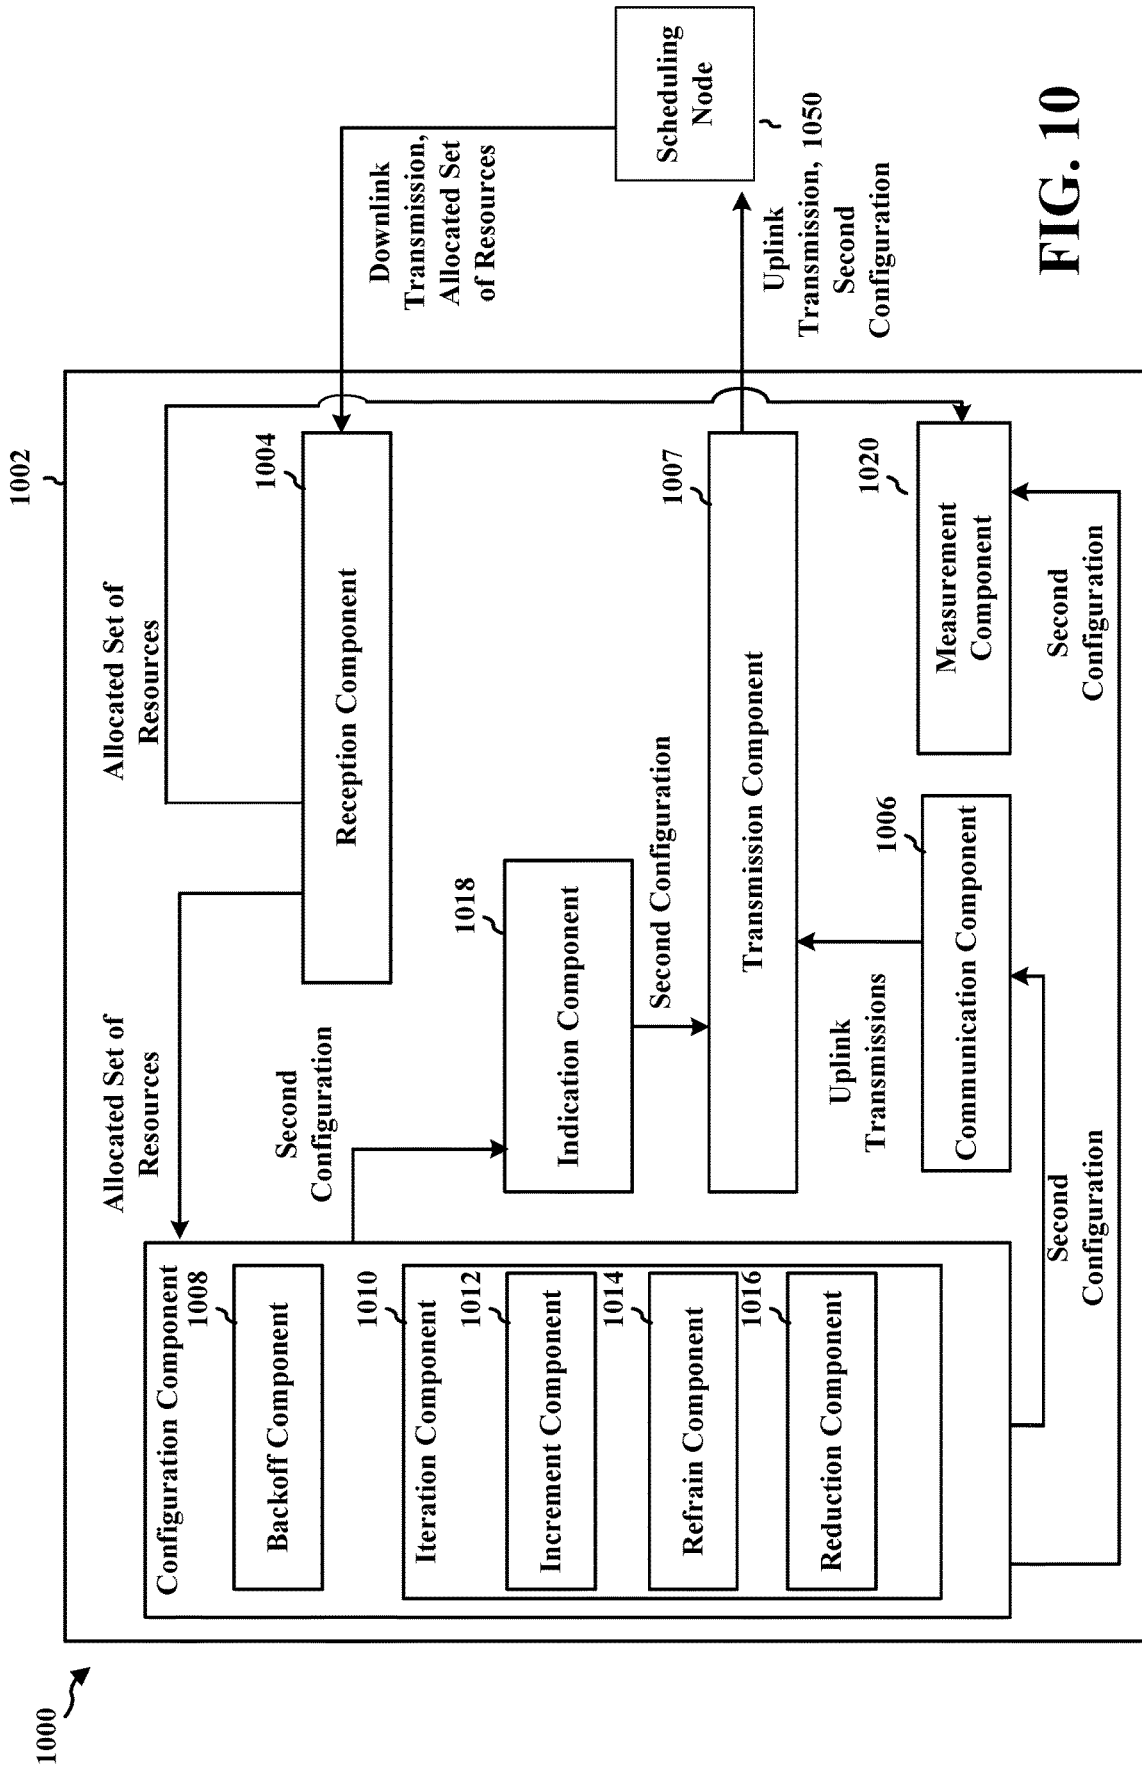 1000
1002
Configuration Component
1008
Backoff Component
1010
Iteration Component
1012
Increment Component
1014
Refrain Component
1016
Reduction Component
Allocated Set of
Resources
Allocated Set of
Resources
1004
Reception Component
Second
Configuration
1018
Indication Component
Second Configuration
1007
Transmission Component
Uplink
Transmissions
1006
Communication Component
1020
Measurement
Component
Second
Configuration
Second
Configuration
Downlink
Transmission,
Allocated Set
of Resources
Scheduling
Node
Uplink
Transmission, 1050
Second
Configuration
FIG. 10